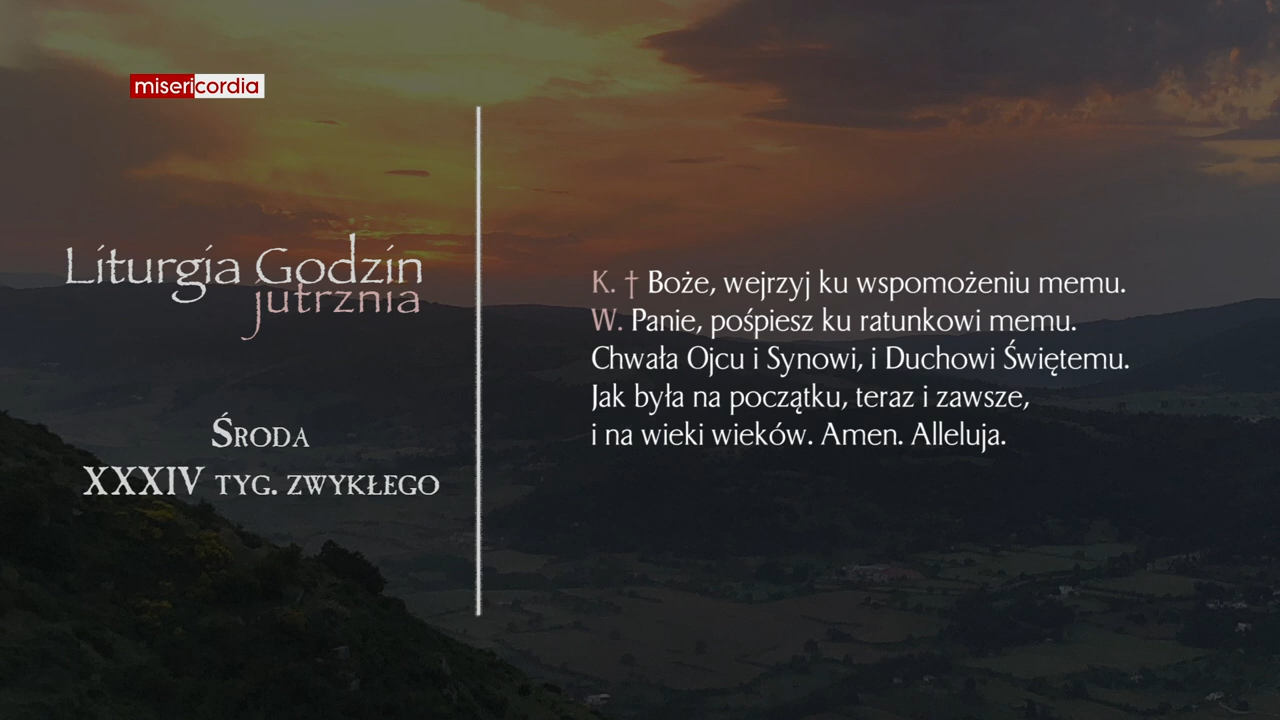 misericordia
Liturgia Godzin
jutrznia
Środa
XXXIV tyg. zwykłego
K. † Boże, wejrzyj ku wspomożeniu memu.
W. Panie, pośpiesz ku ratunkowi memu.
Chwała Ojcu i Synowi, i Duchowi Świętemu.
Jak była na początku, teraz i zawsze,
i na wieki wieków. Amen. Alleluja.